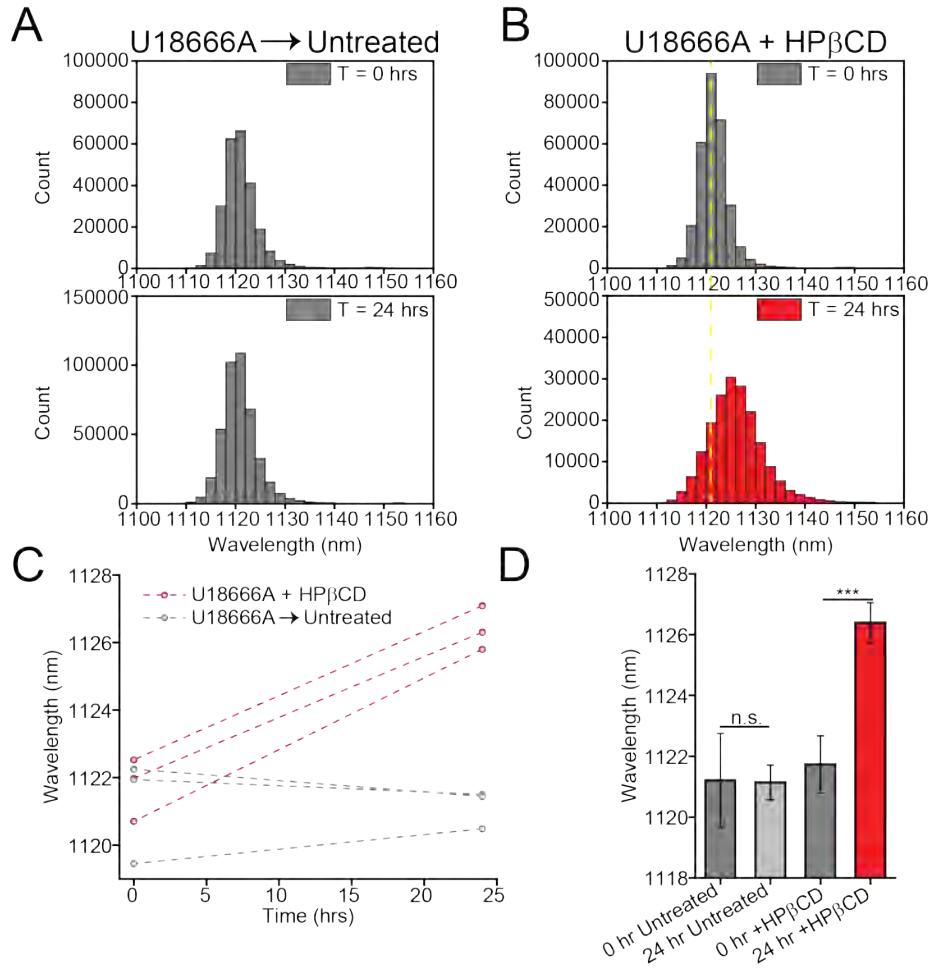 A
U18666A → Untreated
T = 0 hrs
100000
80000
60000
40000
20000
0
Count
1100 1110 1120 1130 1140 1150 1160
T = 24 hrs
150000
100000
50000
0
Count
1100 1110 1120 1130 1140 1150 1160
Wavelength (nm)
B
U18666A + HPβCD
T = 0 hrs
100000
80000
60000
40000
20000
0
Count
1100 1110 1120 1130 1140 1150 1160
T = 24 hrs
50000
40000
30000
20000
10000
0
Count
1100 1110 1120 1130 1140 1150 1160
Wavelength (nm)
C
U18666A + HPβCD
U18666A → Untreated
1128
1126
1124
1122
1120
Wavelength (nm)
0 5 10 15 20 25
Time (hrs)
D
1128
1126
1124
1122
1120
1118
Wavelength (nm)
n.s.
***
0 hr Untreated
24 hr Untreated
0 hr +HPβCD
24 hr +HPβCD